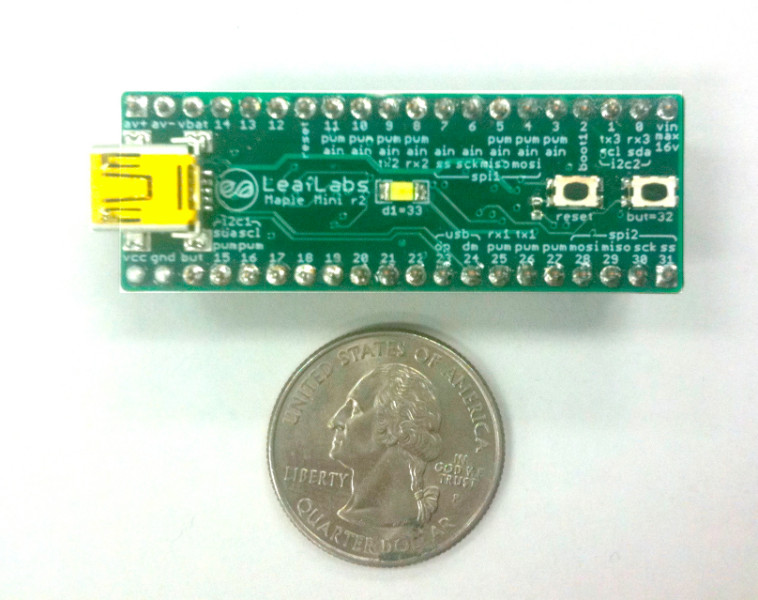 av+ av- vbat 14 13 12 reset 11 10 9 8 7 6 5 4 3 2 1 0 vin
pwm pwm pwm pwm pwm pwm pwm boot1 tx3 rx3 max
ain ain ain ain ain ain ain ain ain scl sda 16v
tx2 rx2 ss sck miso mosi i2c2
spi1
LeafLabs
Maple Mini r2
d1=33
reset
but=32
i2c1 usb rx1 tx1 spi2
sda scl dp dm pwm pwm pwm mosi miso sck ss
pwm pwm
vcc gnd but 15 16 17 18 19 20 21 22 23 24 25 26 27 28 29 30 31
UNITED STATES OF AMERICA
LIBERTY
IN
GOD WE
TRUST
P
QUARTER DOLLAR